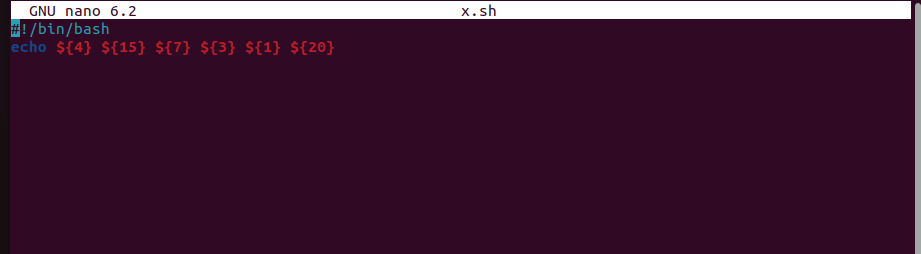 GNU nano 6.2 x.sh
#!/bin/bash
echo ${4} ${15} ${7} ${3} ${1} ${20}